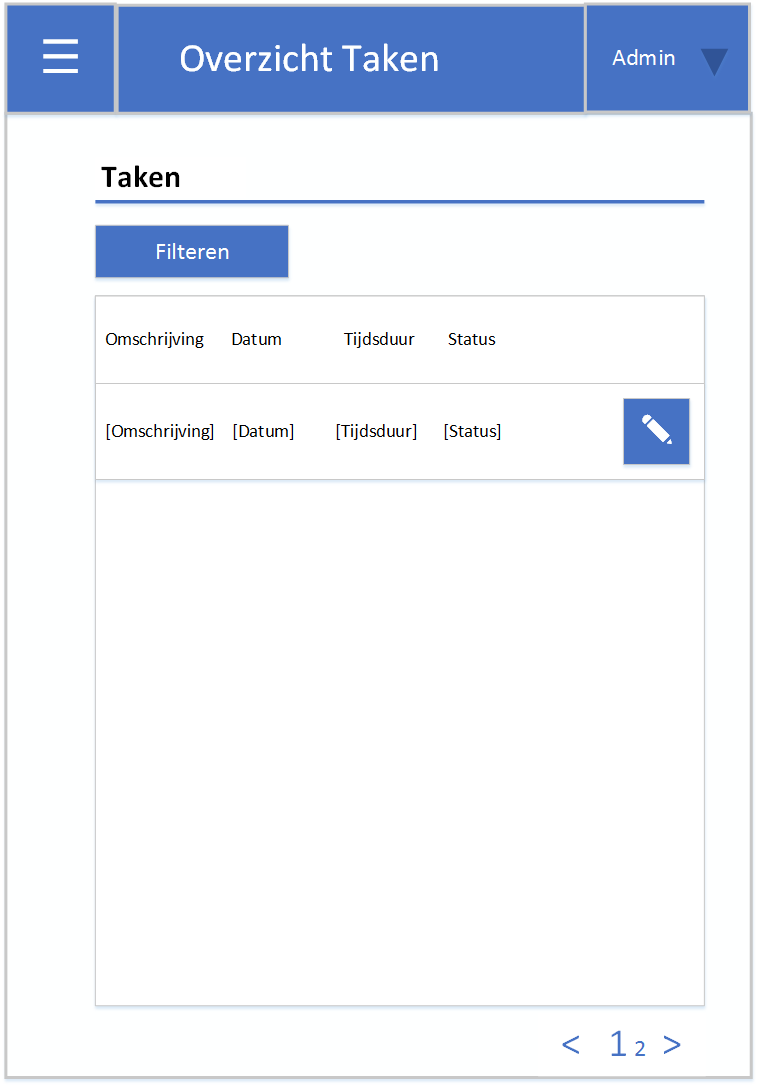 ☰ Overzicht Taken Admin ▼
Taken
Filteren
Omschrijving Datum Tijdsduur Status
[Omschrijving] [Datum] [Tijdsduur] [Status]
< 1 2 >